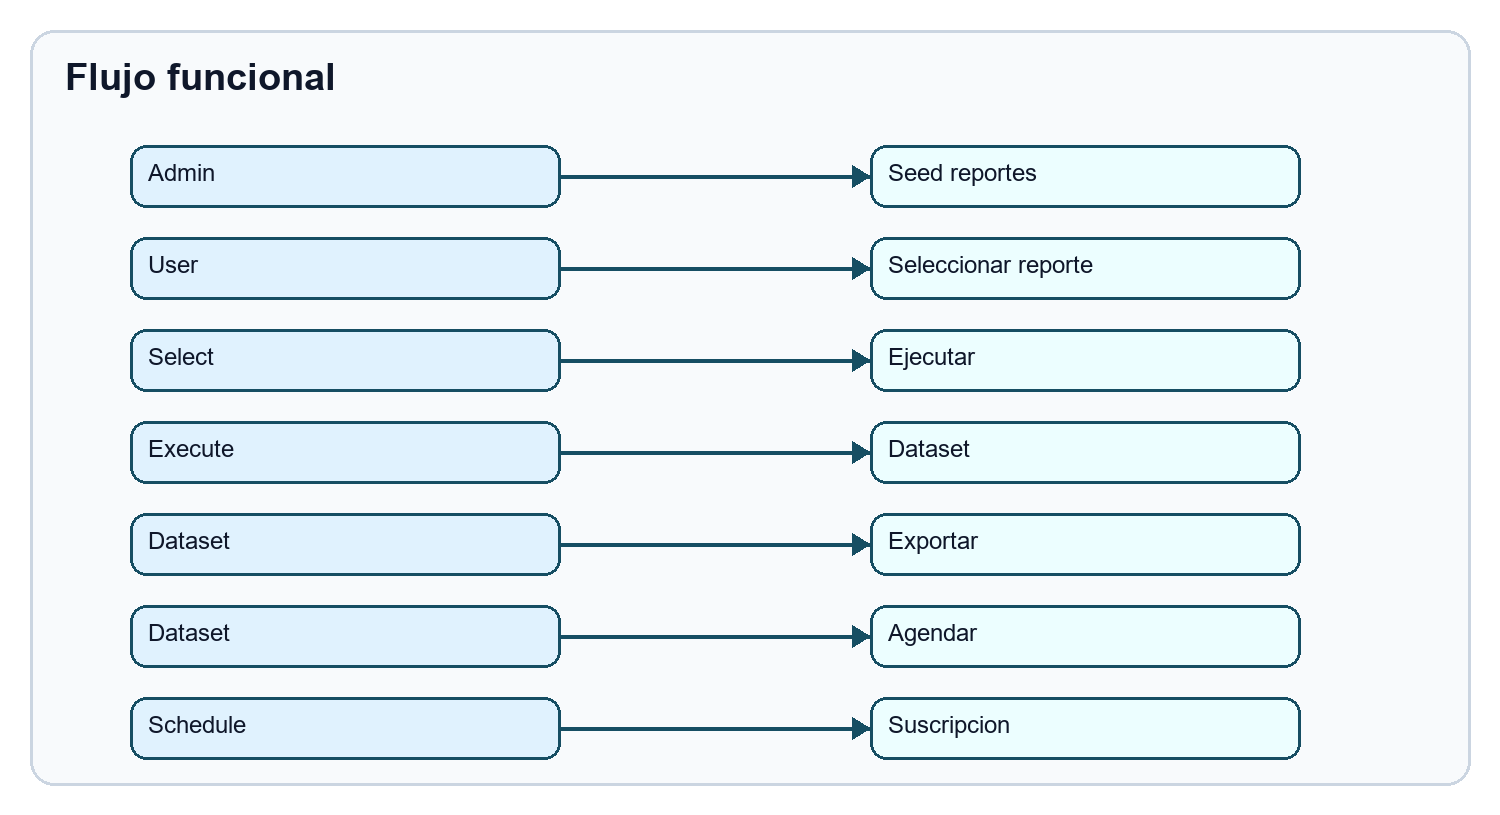 Flujo funcional
Admin
Seed reportes
User
Seleccionar reporte
Select
Ejecutar
Execute
Dataset
Dataset
Exportar
Dataset
Agendar
Schedule
Suscripcion